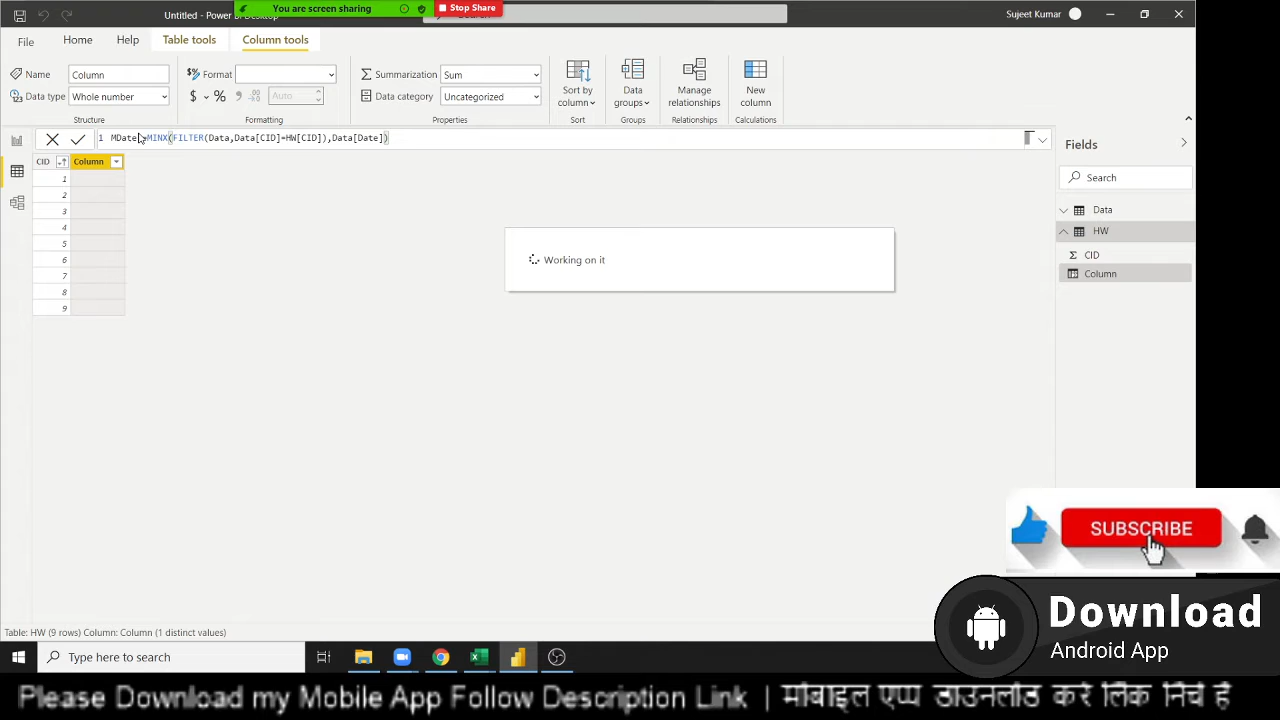 You are screen sharing
Stop Share
Sujeet Kumar
File
Home
Help
Table tools
Column tools
Name
Column
Format
Summarization
Sum
Data type
Whole number
$
%
Auto
Data category
Uncategorized
Sort by
column
Data
groups
Manage
relationships
New
column
Structure
Formatting
Properties
Sort
Groups
Relationships
Calculations
1 MDate=MINX(FILTER(Data,Data[CID]=HW[CID]),Data[Date])
CID
Column
1
2
3
4
5
6
7
8
9
Working on it
Fields
Search
Data
HW
CID
Column
SUBSCRIBE
Download
Android App
Table: HW (9 rows) Column: Column (1 distinct values)
Type here to search
Please Download my Mobile App Follow Description Link | मोबाइल एप्प डाउनलोड करे लिंक निचे है